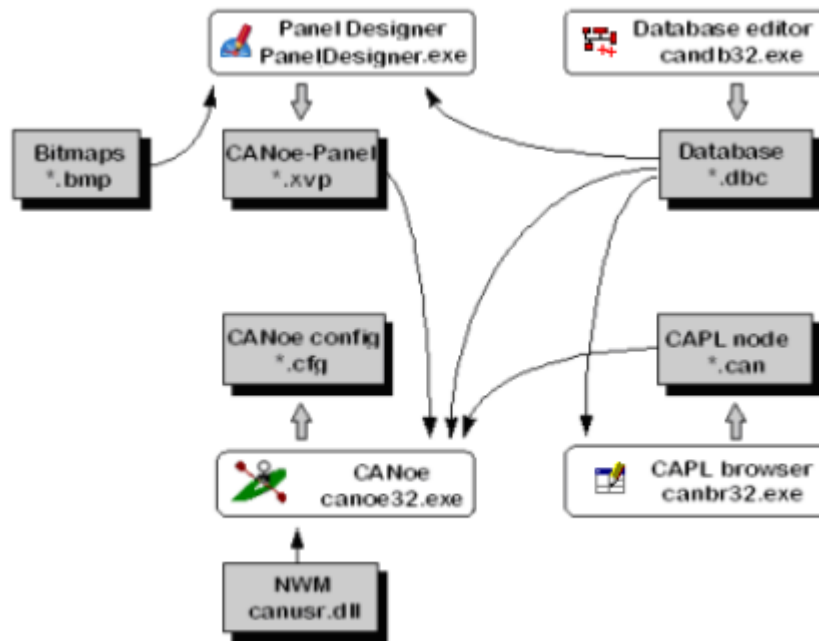 Panel Designer
PanelDesigner.exe
Database editor
candb32.exe
Bitmaps
*.bmp
CANoe-Panel
*.xvp
Database
*.dbc
CANoe config
*.cfg
CAPL node
*.can
CANoe
canoe32.exe
CAPL browser
canbr32.exe
NWM
canusr.dll